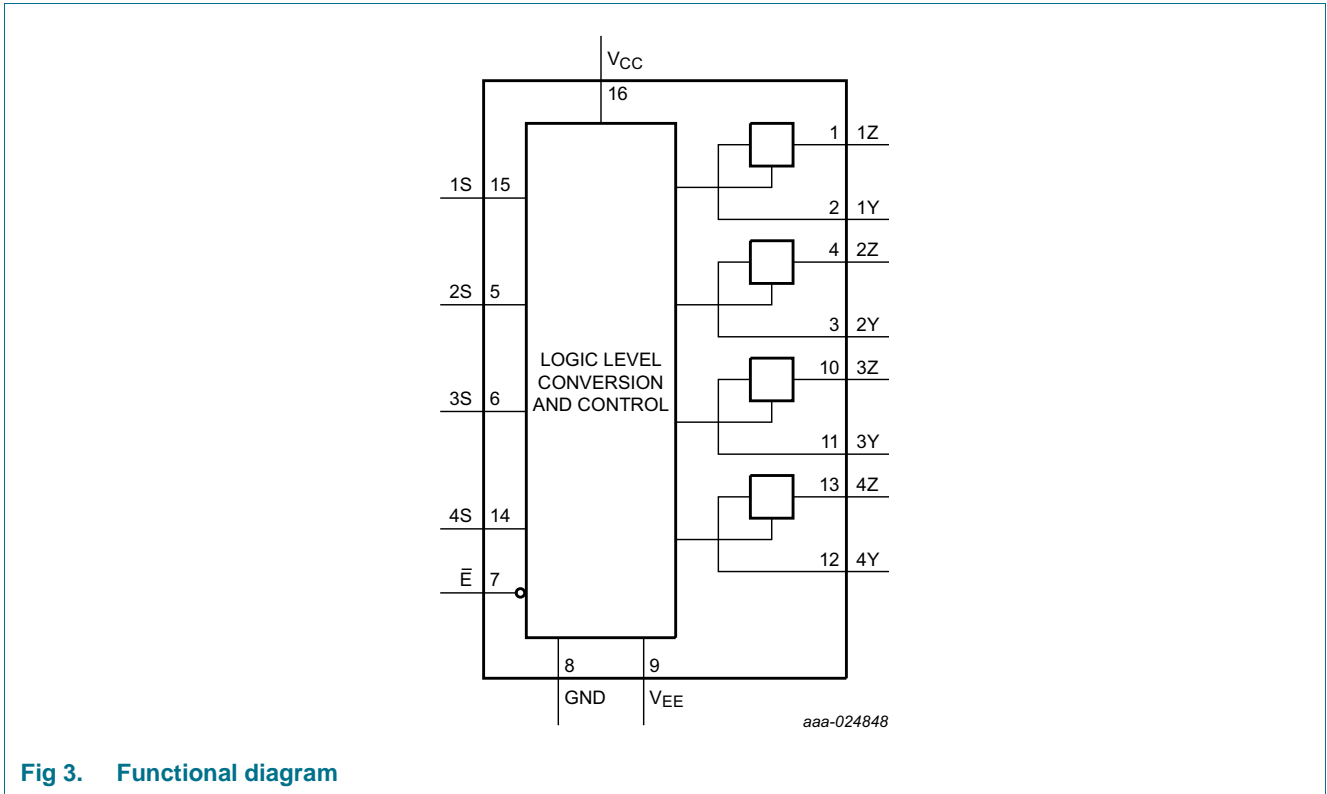 VCC
16
1 1Z
1S 15
2 1Y
4 2Z
2S 5
3 2Y
LOGIC LEVEL
CONVERSION
AND CONTROL
10 3Z
3S 6
11 3Y
13 4Z
4S 14
12 4Y
E̅ 7
8 9
GND VEE
aaa-024848
Fig 3. Functional diagram